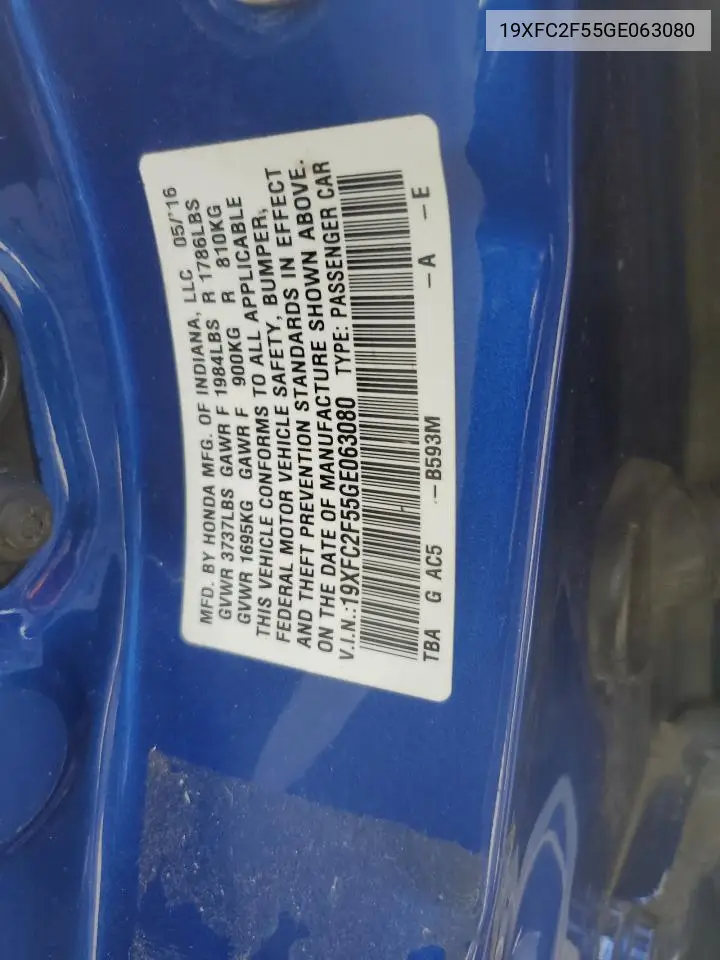 19XFC2F55GE063080
MFD. BY HONDA MFG. OF INDIANA, LLC 05/'16
GVWR 3737LBS GAWR F 1984LBS R 1786LBS
GVWR 1695KG GAWR F 900KG R 810KG
THIS VEHICLE CONFORMS TO ALL APPLICABLE
FEDERAL MOTOR VEHICLE SAFETY, BUMPER,
AND THEFT PREVENTION STANDARDS IN EFFECT
ON THE DATE OF MANUFACTURE SHOWN ABOVE.
V.I.N.:19XFC2F55GE063080 TYPE: PASSENGER CAR
TBA G AC5 -B593M -A -E